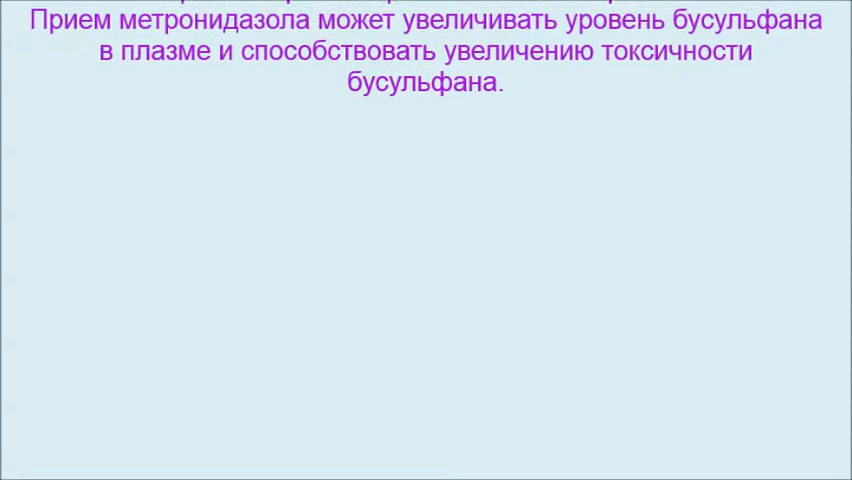 Прием метронидазола может увеличивать уровень бусульфана
в плазме и способствовать увеличению токсичности
бусульфана.